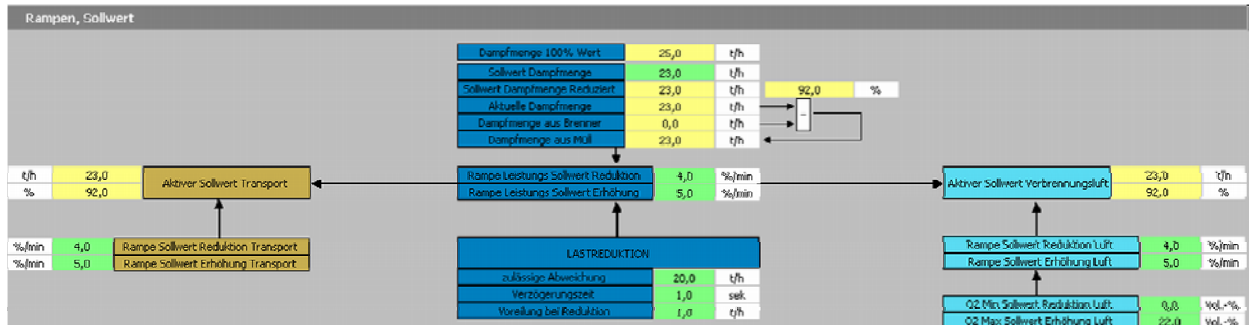 Rampen, Sollwert
Dampfmenge 100% Wert 25,0 t/h
Sollwert Dampfmenge 23,0 t/h
Sollwert Dampfmenge Reduziert 23,0 t/h 92,0 %
Aktuelle Dampfmenge 23,0 t/h
Dampfmenge aus Brenner 0,0 t/h
-
Dampfmenge aus Müll 23,0 t/h
t/h 23,0
% 92,0
Aktiver Sollwert Transport
Rampe Leistungs Sollwert Reduktion 4,0 %/min
Rampe Leistungs Sollwert Erhöhung 5,0 %/min
Aktiver Sollwert Verbrennungsluft
23,0 t/h
92,0 %
%/min 4,0 Rampe Sollwert Reduktion Transport
%/min 5,0 Rampe Sollwert Erhöhung Transport
LASTREDUKTION
zulässige Abweichung 20,0 t/h
Verzögerungszeit 1,0 sek
Voreilung bei Reduktion 1,0 t/h
Rampe Sollwert Reduktion Luft 4,0 %/min
Rampe Sollwert Erhöhung Luft 5,0 %/min
O2 Min Sollwert Reduktion Luft 0,0 vol.-%
O2 Max Sollwert Erhöhung Luft 22,0 vol.-%